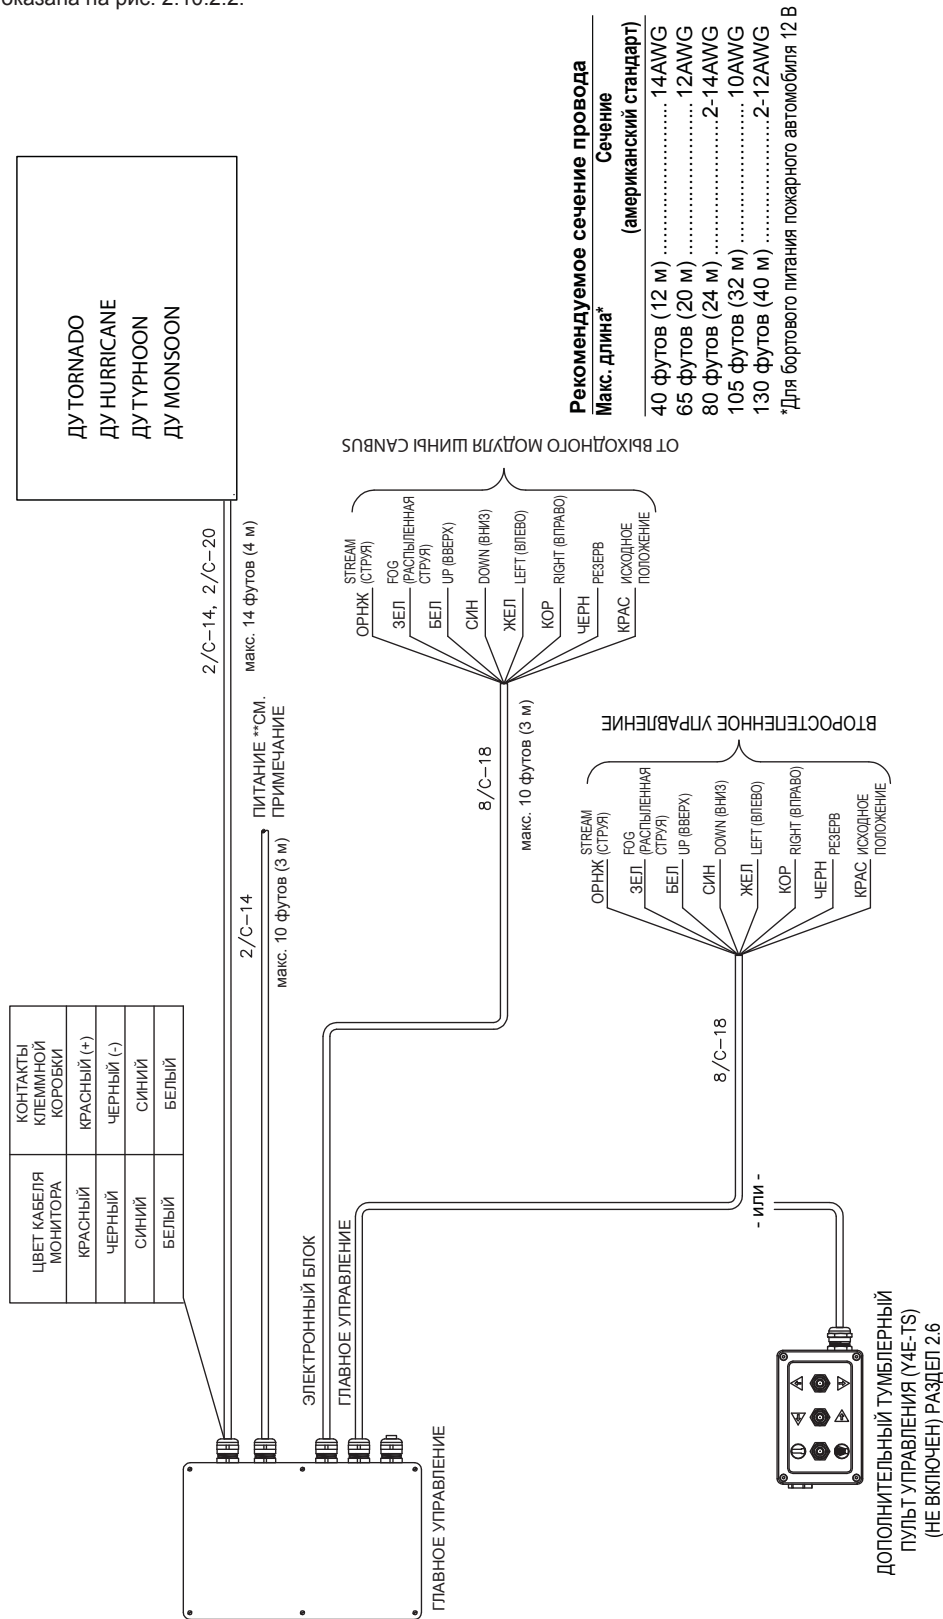 оказана на рис. 2.10.2.2.
ЦВЕТ КАБЕЛЯ
МОНИТОРА
КОНТАКТЫ
КЛЕММНОЙ
КОРОБКИ
КРАСНЫЙ
КРАСНЫЙ (+)
ЧЕРНЫЙ
ЧЕРНЫЙ (-)
СИНИЙ
СИНИЙ
БЕЛЫЙ
БЕЛЫЙ
ДУ TORNADO
ДУ HURRICANE
ДУ TYPHOON
ДУ MONSOON
2/C-14, 2/C-20
макс. 14 футов (4 м)
2/C-14
макс. 10 футов (3 м)
ПИТАНИЕ **СМ.
ПРИМЕЧАНИЕ
ЭЛЕКТРОННЫЙ БЛОК
ГЛАВНОЕ УПРАВЛЕНИЕ
ГЛАВНОЕ УПРАВЛЕНИЕ
8/C-18
макс. 10 футов (3 м)
ОРНЖ
STREAM
(СТРУЯ)
ЗЕЛ
FOG
(РАСПЫЛЕННАЯ
СТРУЯ)
БЕЛ
UP (ВВЕРХ)
СИН
DOWN (ВНИЗ)
ЖЕЛ
LEFT (ВЛЕВО)
КОР
RIGHT (ВПРАВО)
ЧЕРН
РЕЗЕРВ
КРАС
ИСХОДНОЕ
ПОЛОЖЕНИЕ
ОТ ВЫХОДНОГО МОДУЛЯ ШИНЫ CANBUS
8/C-18
ОРНЖ
STREAM
(СТРУЯ)
ЗЕЛ
FOG
(РАСПЫЛЕННАЯ
СТРУЯ)
БЕЛ
UP (ВВЕРХ)
СИН
DOWN (ВНИЗ)
ЖЕЛ
LEFT (ВЛЕВО)
КОР
RIGHT (ВПРАВО)
ЧЕРН
РЕЗЕРВ
КРАС
ИСХОДНОЕ
ПОЛОЖЕНИЕ
ВТОРОСТЕПЕННОЕ УПРАВЛЕНИЕ
- или -
ДОПОЛНИТЕЛЬНЫЙ ТУМБЛЕРНЫЙ
ПУЛЬТ УПРАВЛЕНИЯ (Y4E-TS)
(НЕ ВКЛЮЧЕН) РАЗДЕЛ 2.6
Рекомендуемое сечение провода
Макс. длина* Сечение
(американский стандарт)
40 футов (12 м) ........................ 14AWG
65 футов (20 м) ........................ 12AWG
80 футов (24 м) ..................... 2-14AWG
105 футов (32 м) ...................... 10AWG
130 футов (40 м) ................... 2-12AWG
*Для бортового питания пожарного автомобиля 12 В